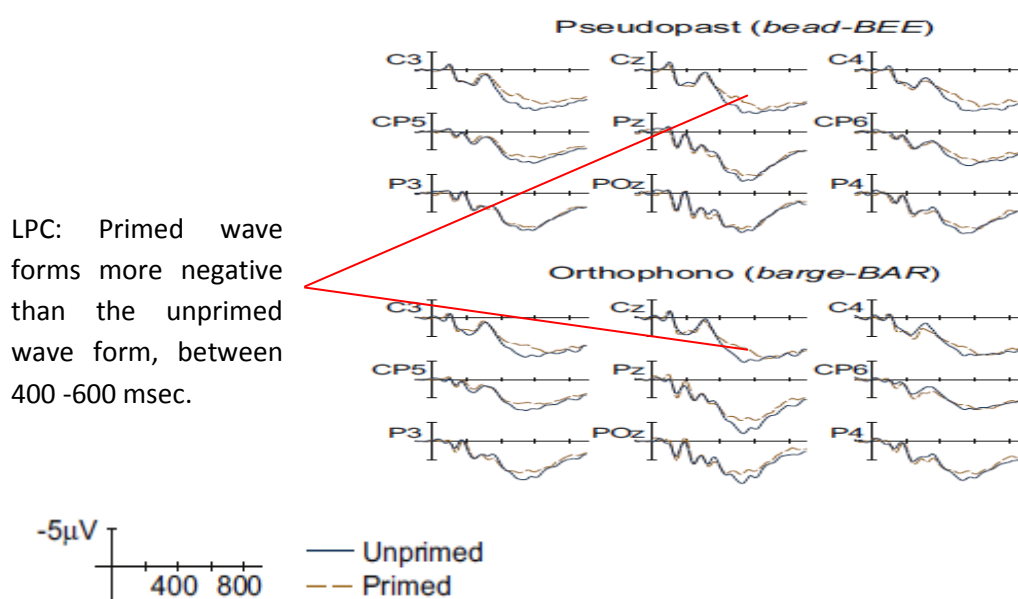 Pseudopast (bead-BEE)
C3 Cz C4
CP5 Pz CP6
P3 POz P4
LPC: Primed wave
forms more negative
than the unprimed
wave form, between
400 -600 msec.
Orthophono (barge-BAR)
C3 Cz C4
CP5 Pz CP6
P3 POz P4
-5μV
400 800
Unprimed
Primed